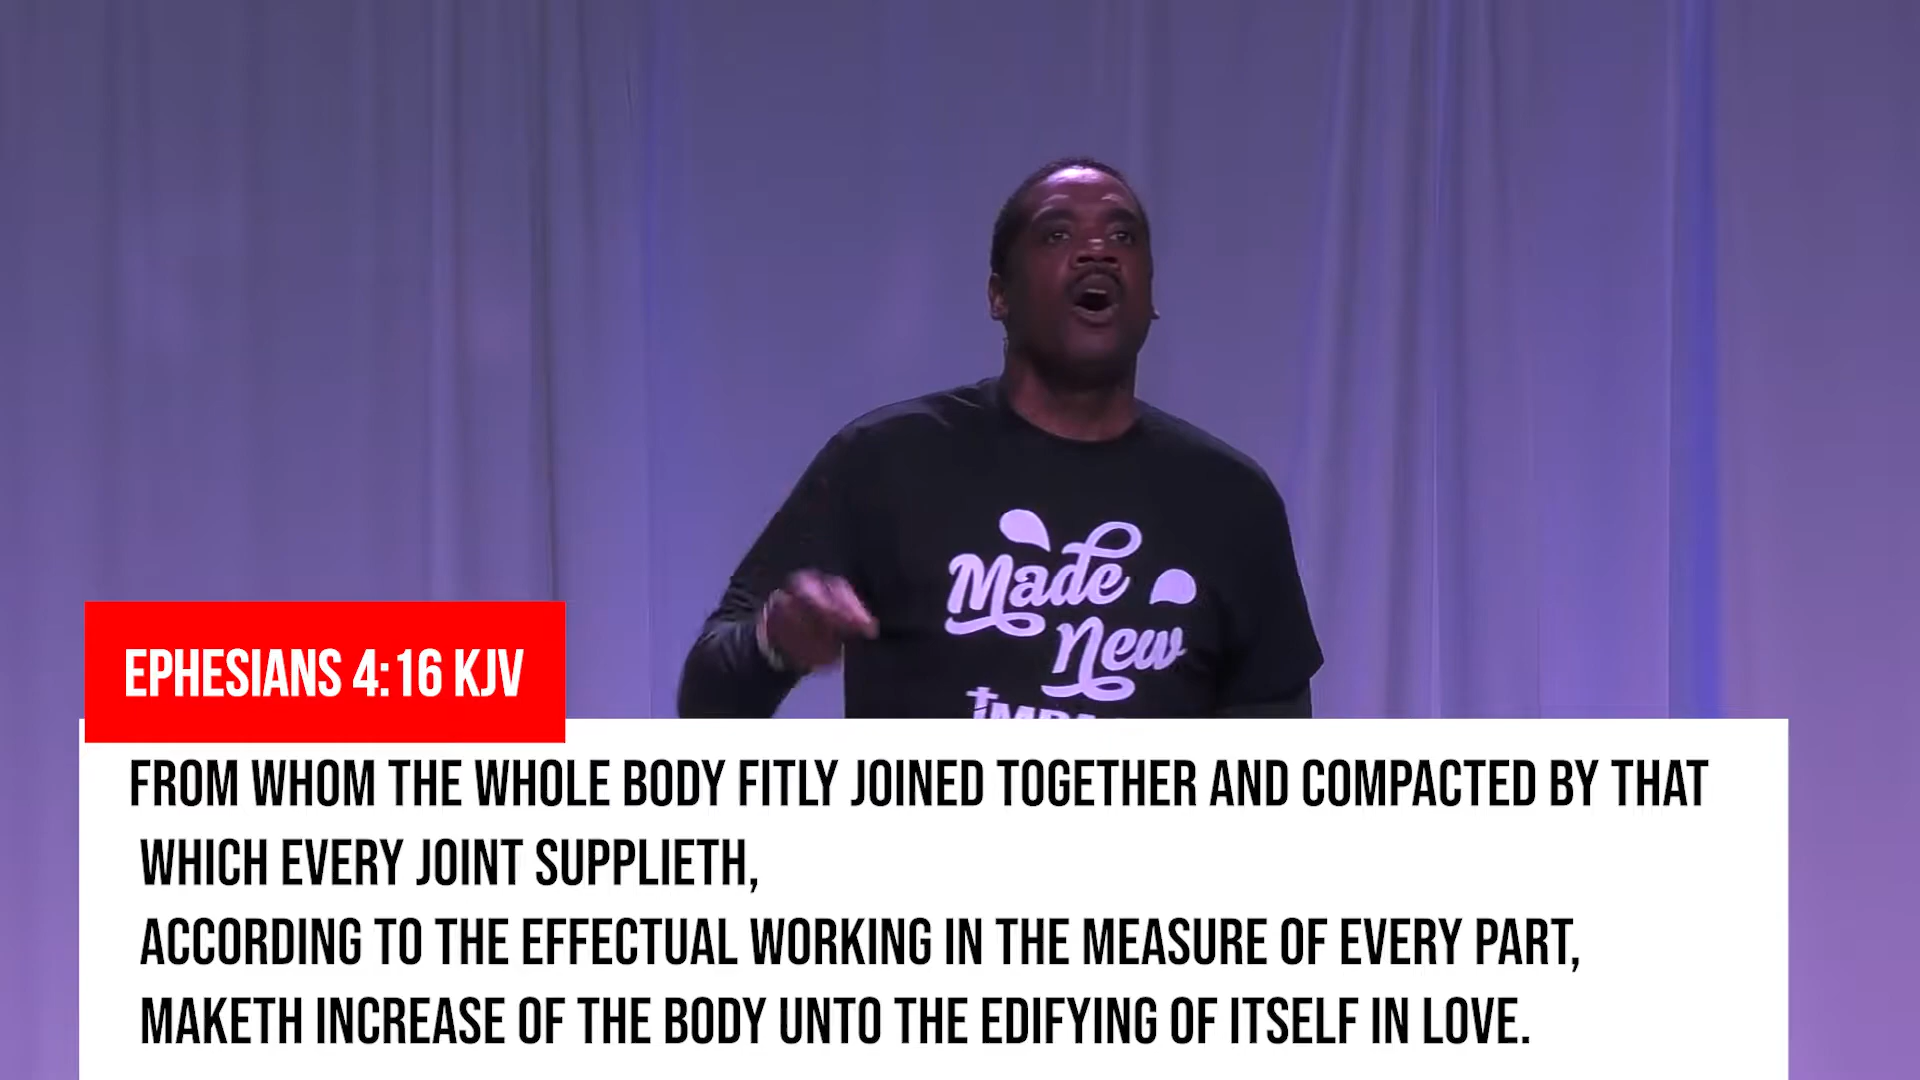 Made
New
EPHESIANS 4:16 KJV
FROM WHOM THE WHOLE BODY FITLY JOINED TOGETHER AND COMPACTED BY THAT
WHICH EVERY JOINT SUPPLIETH,
ACCORDING TO THE EFFECTUAL WORKING IN THE MEASURE OF EVERY PART,
MAKETH INCREASE OF THE BODY UNTO THE EDIFYING OF ITSELF IN LOVE.